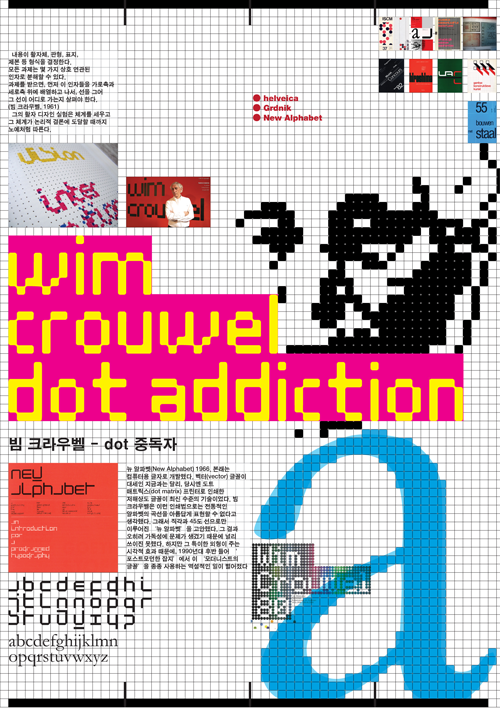 내용이 활자체, 판형, 표지,
제본 등 형식을 결정한다.
모든 과제는 몇 가지 상호 연관된
인자로 분해할 수 있다.
과제를 받으면, 먼저 이 인자들을 가로축과
세로축 위에 배열하고 나서, 선을 그어
그 선이 어디로 가는지 살펴야 한다.
(빔 크라우벨, 1961)
그의 활자 디자인 실험은 체계를 세우고
그 체계가 논리적 결론에 도달할 때까지
노예처럼 따른다.
helveica
Grdnik
New Alphabet
55
bouwen
staal
vision
inter
wim
crouwel
wim
crouwel
dot addiction
빔 크라우벨 – dot 중독자
new
alphabet
an
introduction
for
a
programmed
typography
뉴 알파벳(New Alphabet) 1966, 본래는
컴퓨터용 글자로 개발했다, 벡터(vector) 글꼴이
대세인 지금과는 달리, 당시엔 도트
매트릭스(dot matrix) 프린터로 인쇄한
저해상도 글꼴이 최신 수준의 기술이었다, 빔
크라우벨은 이런 인쇄법으로는 전통적인
알파벳의 곡선을 아름답게 표현할 수 없다고
생각했다. 그래서 직각과 45도 선으로만
이루어진 '뉴 알파벳' 을 고안했다, 그 결과
오히려 가독성에 문제가 생겼기 때문에 널리
쓰이진 못했다. 하지만 그 특이한 외형이 주는
시각적 효과 때문에, 1990년대 후반 들어 '
포스트모던한 잡지' 에서 이 '모더니스트의
글꼴' 을 종종 사용하는 역설적인 일이 벌어졌다
abcdefghi
jklmnopqr
stuvwxyz
abcdefghijklmn
opqrstuvwxyz
Wim
Crouwel
80
a